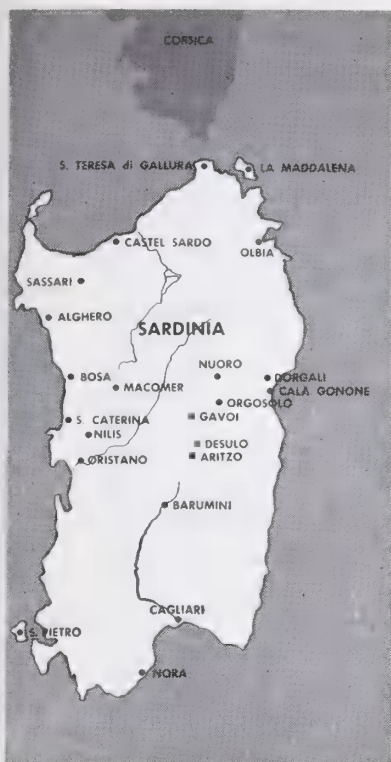 CORSICA
S. TERESA di GALLURA
LA MADDALENA
CASTEL SARDO
OLBIA
SASSARI
ALGHERO
SARDINIA
BOSA
NUORO
DORGALI
MACOMER
CALA GONONE
ORGOSOLO
S. CATERINA
GAVOI
NILIS
DESULO
ORISTANO
ARITZO
BARUMINI
CAGLIARI
S. PIETRO
NORA